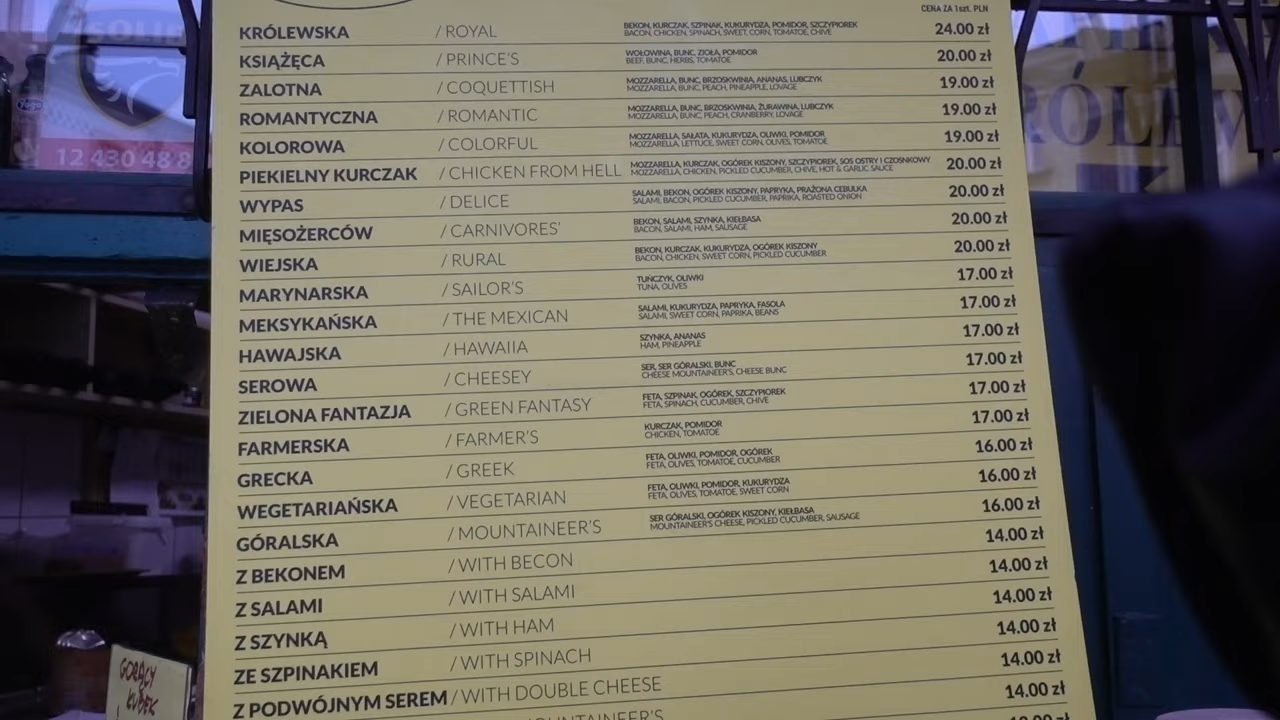 CENA ZA 1szt. PLN
KRÓLEWSKA / ROYAL BEKON, KURCZAK, SZPINAK, KUKURYDZA, POMIDOR, SZCZYPIOREK 24.00 zł
BACON, CHICKEN, SPINACH, SWEET, CORN, TOMATO, CHIVE
KSIĄŻĘCA / PRINCE'S WOŁOWINA, BUNC, ZIOŁA, POMIDOR 20.00 zł
BEEF, BUNC, HERBS, TOMATO
ZALOTNA / COQUETTISH MOZZARELLA, BUNC, BRZOSKWINIA, ANANAS, LUBCZYK 19.00 zł
MOZZARELLA, BUNC, PEACH, PINEAPPLE, LOVAGE
ROMANTYCZNA / ROMANTIC MOZZARELLA, BUNC, BRZOSKWINIA, ŻURAWINA, LUBCZYK 19.00 zł
MOZZARELLA, BUNC, PEACH, CRANBERRY, LOVAGE
KOLOROWA / COLORFUL MOZZARELLA, SAŁATA, KUKURYDZA, OLIWKI, POMIDOR 19.00 zł
MOZZARELLA, LETTUCE, SWEET CORN, OLIVES, TOMATO
PIEKIELNY KURCZAK / CHICKEN FROM HELL MOZZARELLA, KURCZAK, OGÓREK KISZONY, SZCZYPIOREK, SOS OSTRY I CZOSNKOWY 20.00 zł
MOZZARELLA, CHICKEN, PICKLED CUCUMBER, CHIVE, HOT & GARLIC SAUCE
WYPAS / DELICE SALAMI, BEKON, OGÓREK KISZONY, PAPRYKA, PRAŻONA CEBULKA 20.00 zł
SALAMI, BACON, PICKLED CUCUMBER, PAPRIKA, ROASTED ONION
MIĘSOŻERCÓW / CARNIVORES' BEKON, SALAMI, SZYNKA, KIEŁBASA 20.00 zł
BACON, SALAMI, HAM, SAUSAGE
WIEJSKA / RURAL BEKON, KURCZAK, KUKURYDZA, OGÓREK KISZONY 20.00 zł
BACON, CHICKEN, SWEET CORN, PICKLED CUCUMBER
MARYNARSKA / SAILOR'S TUŃCZYK, OLIWKI 17.00 zł
TUNA, OLIVES
MEKSYKAŃSKA / THE MEXICAN SALAMI, KUKURYDZA, PAPRYKA, FASOLA 17.00 zł
SALAMI, SWEET CORN, PAPRIKA, BEANS
HAWAJSKA / HAWAIIA SZYNKA, ANANAS 17.00 zł
HAM, PINEAPPLE
SEROWA / CHEESEY SER, SER GÓRALSKI, BUNC 17.00 zł
CHEESE MOUNTAINEER'S, CHEESE BUNC
ZIELONA FANTAZJA / GREEN FANTASY FETA, SZPINAK, OGÓREK, SZCZYPIOREK 17.00 zł
FETA, SPINACH, CUCUMBER, CHIVE
FARMERSKA / FARMER'S KURCZAK, POMIDOR 17.00 zł
CHICKEN, TOMATOE
GRECKA / GREEK FETA, OLIWKI, POMIDOR, OGÓREK 16.00 zł
FETA, OLIVES, TOMATO, CUCUMBER
WEGETARIAŃSKA / VEGETARIAN FETA, OLIWKI, POMIDOR, KUKURYDZA 16.00 zł
FETA, OLIVES, TOMATO, SWEET CORN
GÓRALSKA / MOUNTAINEER'S SER GÓRALSKI, OGÓREK KISZONY, KIEŁBASA 16.00 zł
MOUNTAINEER'S CHEESE, PICKLED CUCUMBER, SAUSAGE
Z BEKONEM / WITH BECON 14.00 zł
Z SALAMI / WITH SALAMI 14.00 zł
Z SZYNKĄ / WITH HAM 14.00 zł
ZE SZPINAKIEM / WITH SPINACH 14.00 zł
Z PODWÓJNYM SEREM / WITH DOUBLE CHEESE 14.00 zł
MOUNTAINEER'S 14.00 zł
12 430 48 8
GORĄCY
KUBEK